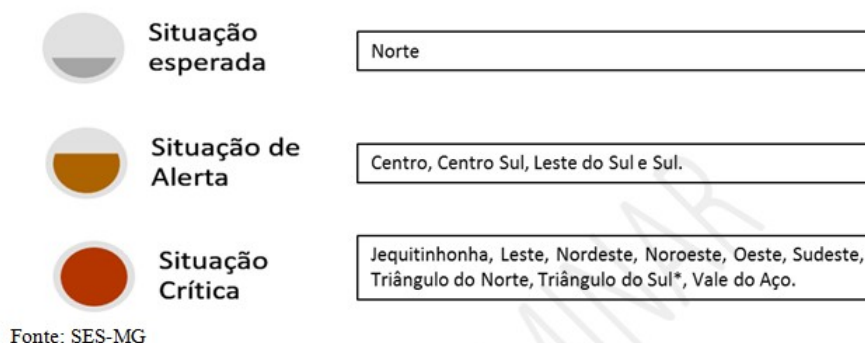 Situação
esperada
Norte
Situação de
Alerta
Centro, Centro Sul, Leste do Sul e Sul.
Situação
Crítica
Jequitinhonha, Leste, Nordeste, Noroeste, Oeste, Sudeste,
Triângulo do Norte, Triângulo do Sul*, Vale do Aço.
Fonte: SES-MG